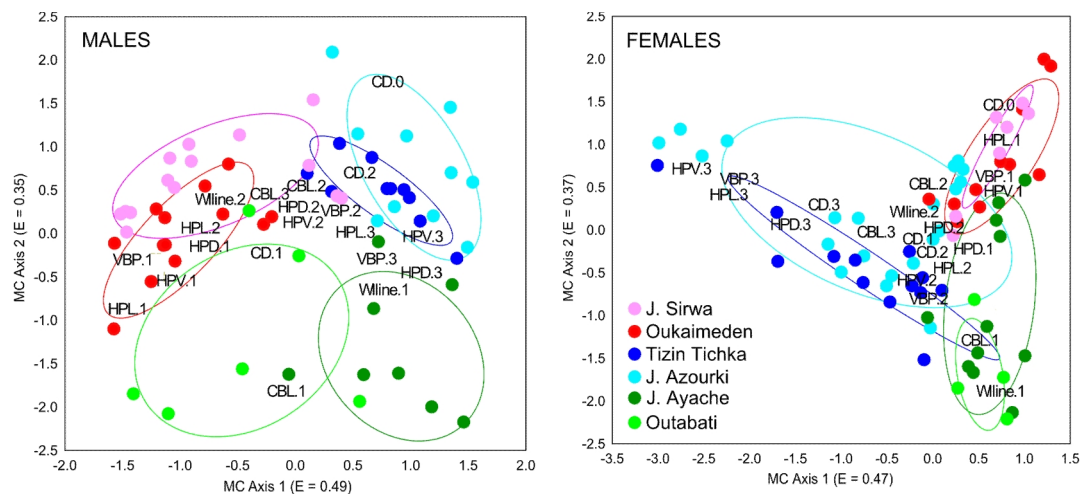 MALES
2.5
2.0
1.5
1.0
0.5
0.0
-0.5
-1.0
-1.5
-2.0
-2.5
MC Axis 2 (E = 0.35)
CD.0
CD.2
CBL.2
CBL.3
Wlline.2
VBP.2
HPD.2
HPV.2
HPL.2
HPL.3
HPV.3
HPD.1
CD.1
VBP.3
VBP.1
HPV.1
HPD.3
HPL.1
Wlline.1
CBL.1
-2.0 -1.5 -1.0 -0.5 0.0 0.5 1.0 1.5 2.0
MC Axis 1 (E = 0.49)
FEMALES
2.5
2.0
1.5
1.0
0.5
0.0
-0.5
-1.0
-1.5
-2.0
-2.5
MC Axis 2 (E = 0.37)
CD.0
HPL.1
HPV.3
VBP.3
VBP.1
HPL.3
CBL.2
HPV.1
CD.3
Wlline.2
HPD.3
CBL.3
HPD.2
CD.1
HPD.1
CD.2
HPL.2
HPV.2
VBP.2
CBL.1
Wlline.1
J. Sirwa
Oukaimeden
Tizin Tichka
J. Azourki
J. Ayache
Outabati
-3.5 -3.0 -2.5 -2.0 -1.5 -1.0 -0.5 0.0 0.5 1.0 1.5
MC Axis 1 (E = 0.47)